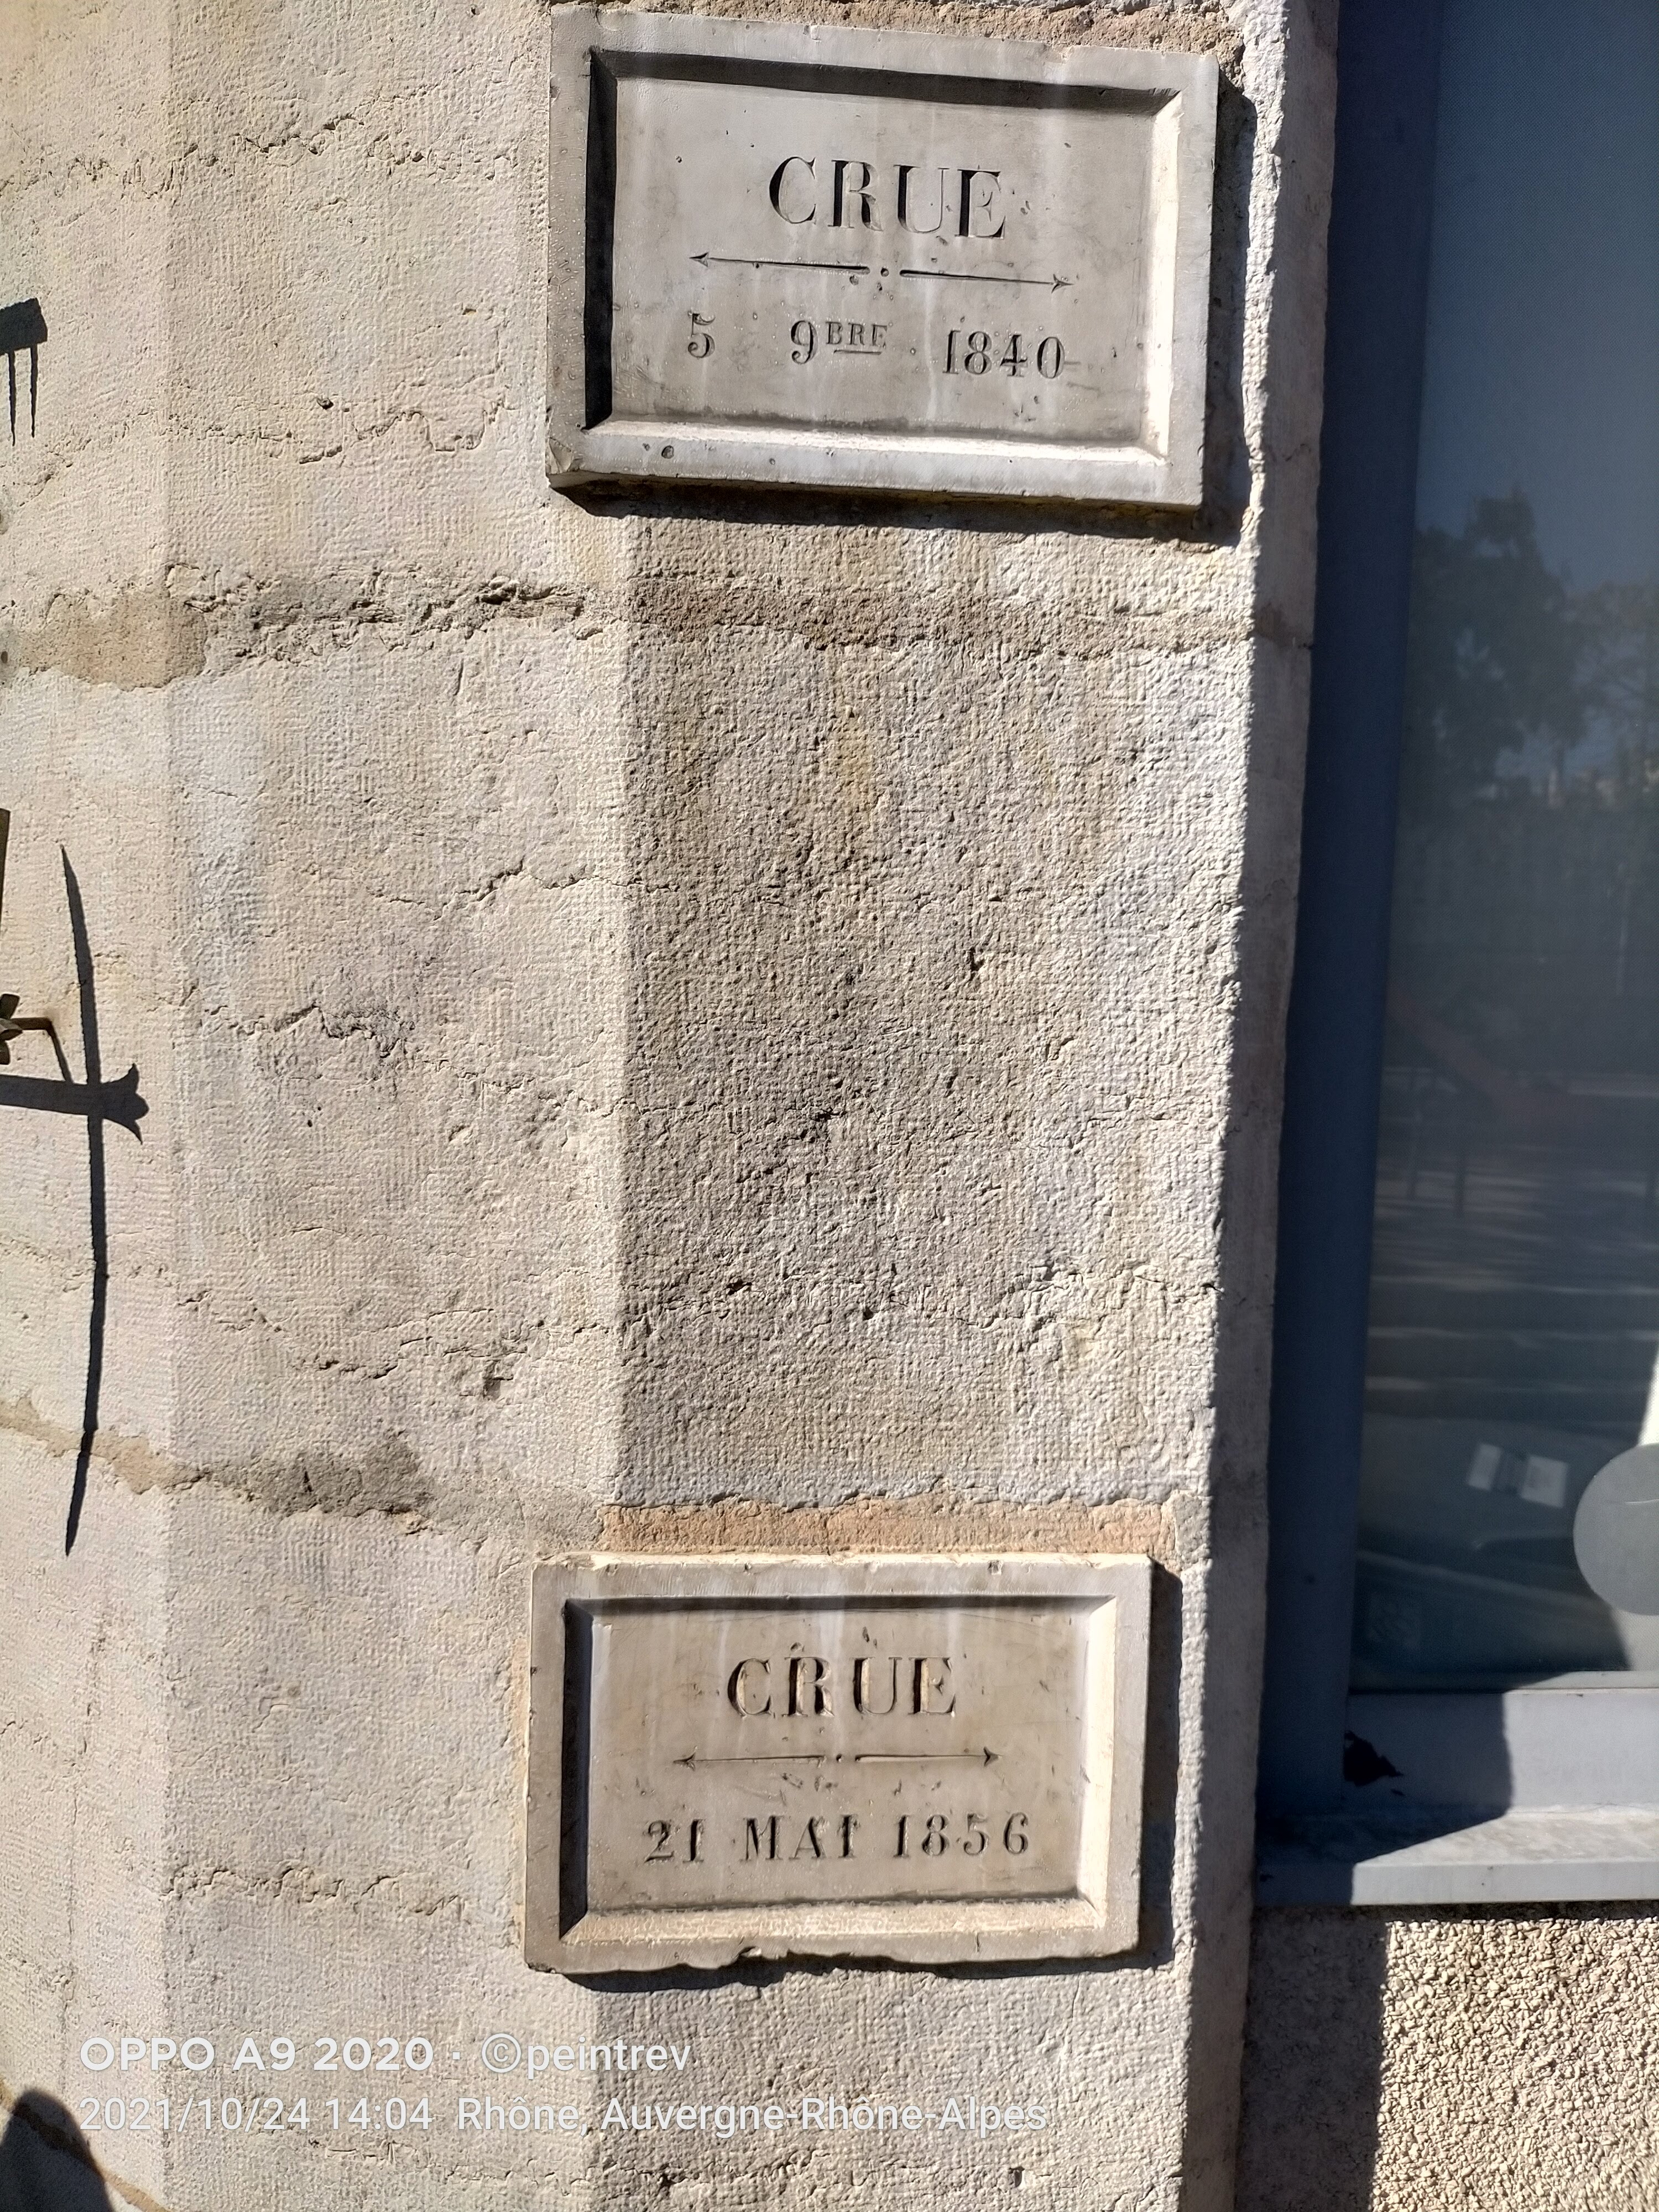 CRUE
5 9BRE 1840
CRUE
21 MAI 1856
OPPO A9 2020 · ©peintrev
2021/10/24 14:04 Rhône, Auvergne-Rhône-Alpes